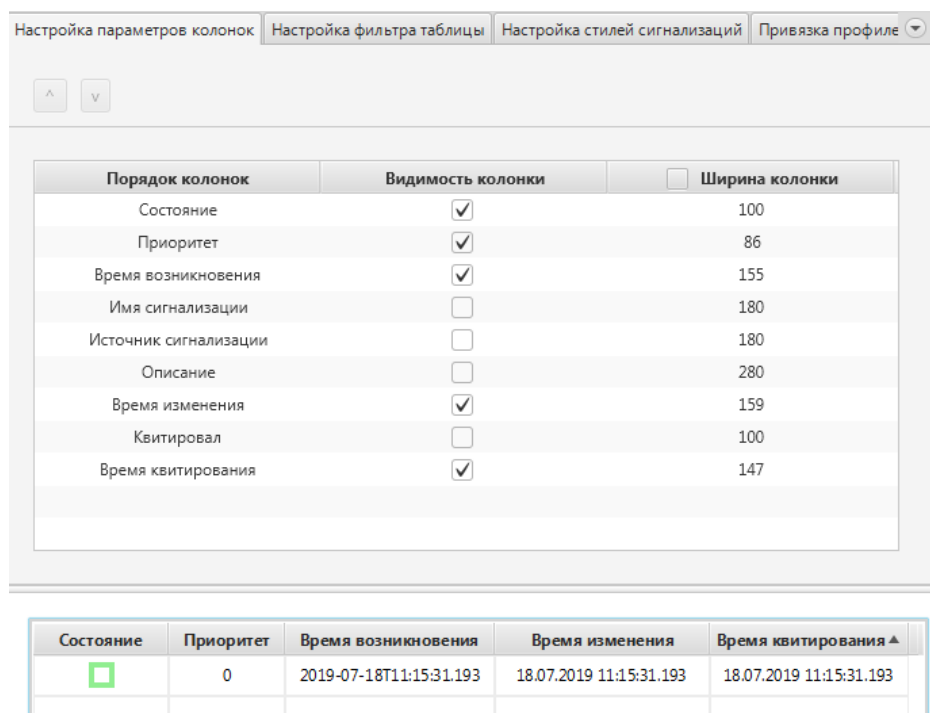 Настройка параметров колонок Настройка фильтра таблицы Настройка стилей сигнализаций Привязка профиле
^ v
Порядок колонок Видимость колонки Ширина колонки
Состояние 100
Приоритет 86
Время возникновения 155
Имя сигнализации 180
Источник сигнализации 180
Описание 280
Время изменения 159
Квитировал 100
Время квитирования 147
Состояние Приоритет Время возникновения Время изменения Время квитирования
0 2019-07-18T11:15:31.193 18.07.2019 11:15:31.193 18.07.2019 11:15:31.193